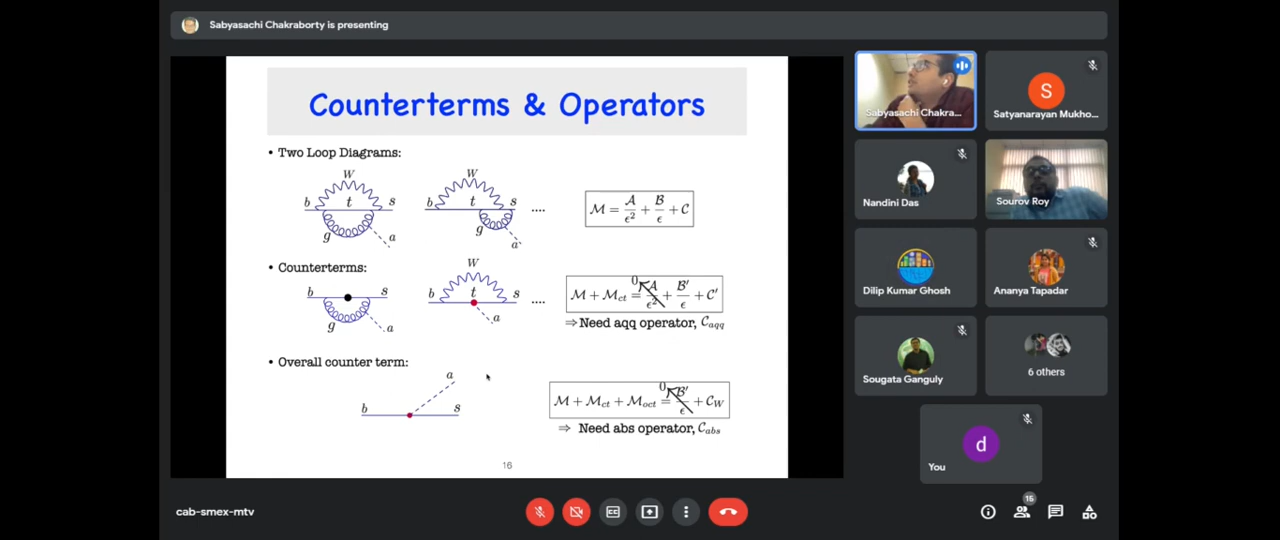 Sabyasachi Chakraborty is presenting
Counterterms & Operators
• Two Loop Diagrams:
W
b t s
g a
W
b t s
g a
....
M = A/ϵ² + B/ϵ + C
• Counterterms:
b s
g a
W
b t s
a
....
M + M_ct = A/ϵ² + B′/ϵ + C′
0
⇒ Need aqq operator, C_aqq
• Overall counter term:
a
b s
M + M_ct + M_oct = B′/ϵ + C_W
0
⇒ Need abs operator, C_abs
16
Sabyasachi Chakra...
S
Satyanarayan Mukho...
Nandini Das
Sourov Roy
Dilip Kumar Ghosh
Ananya Tapadar
Sougata Ganguly
6 others
d
You
cab-smex-mtv
CC
15